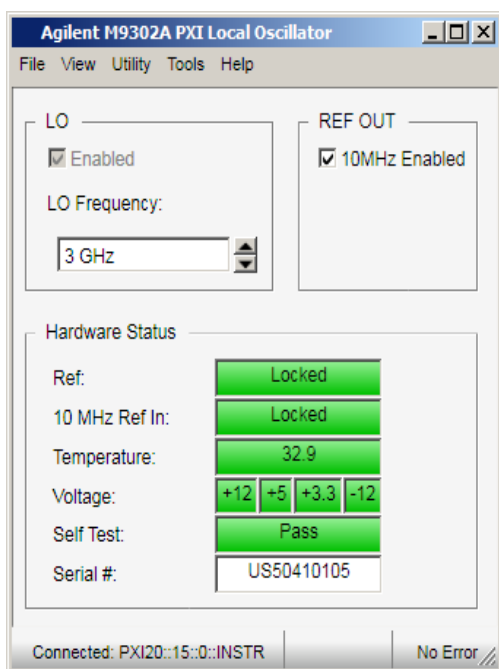 Agilent M9302A PXI Local Oscillator
File View Utility Tools Help
LO
Enabled
LO Frequency:
3 GHz
REF OUT
10MHz Enabled
Hardware Status
Ref: Locked
10 MHz Ref In: Locked
Temperature: 32.9
Voltage: +12 +5 +3.3 -12
Self Test: Pass
Serial #: US50410105
Connected: PXI20::15::0::INSTR No Error